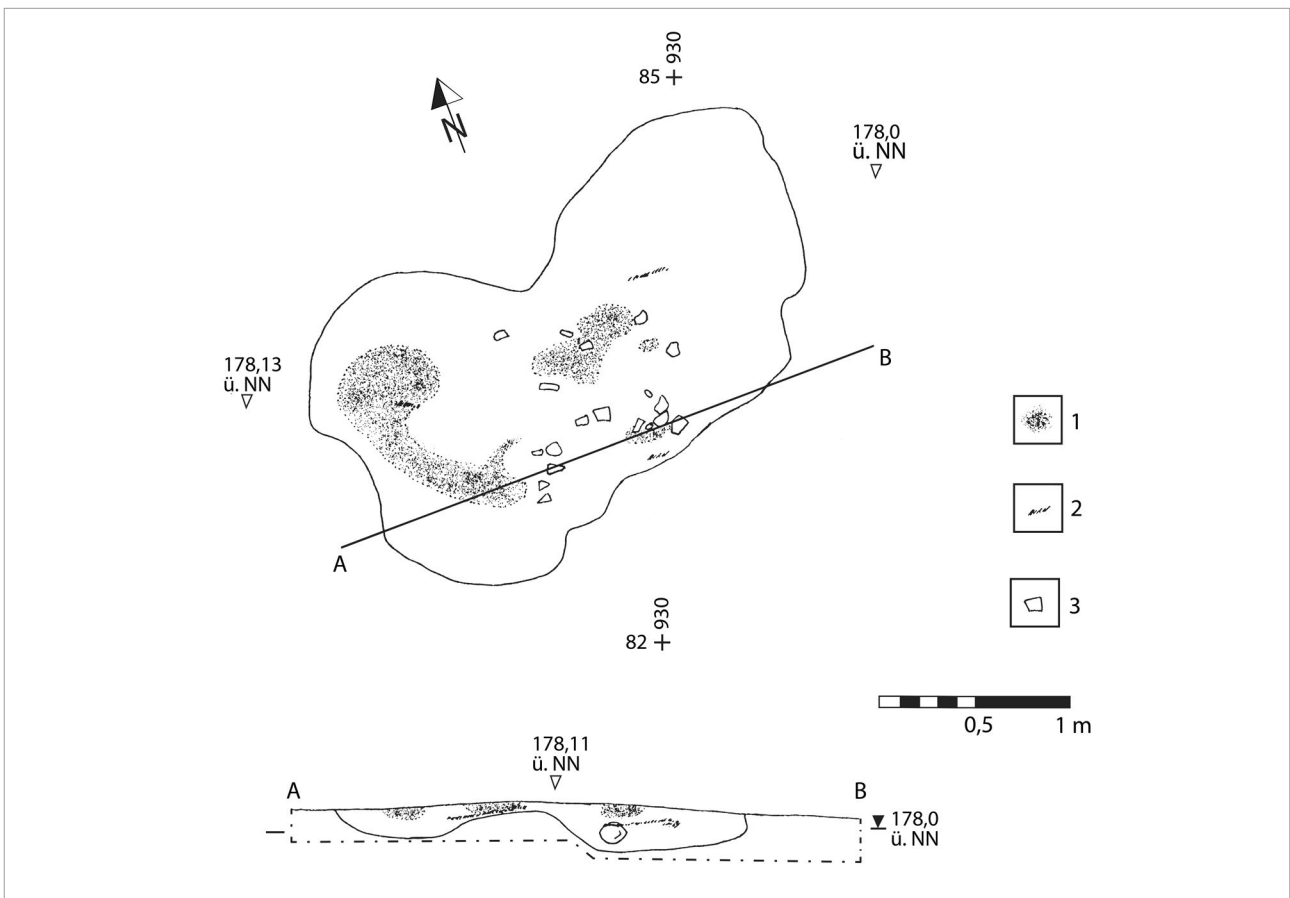 930
85 +
N
178,0
ü. NN
178,13
ü. NN
B
A
1
2
3
930
82 +
0,5 1 m
178,11
ü. NN
A
B
178,0
ü. NN